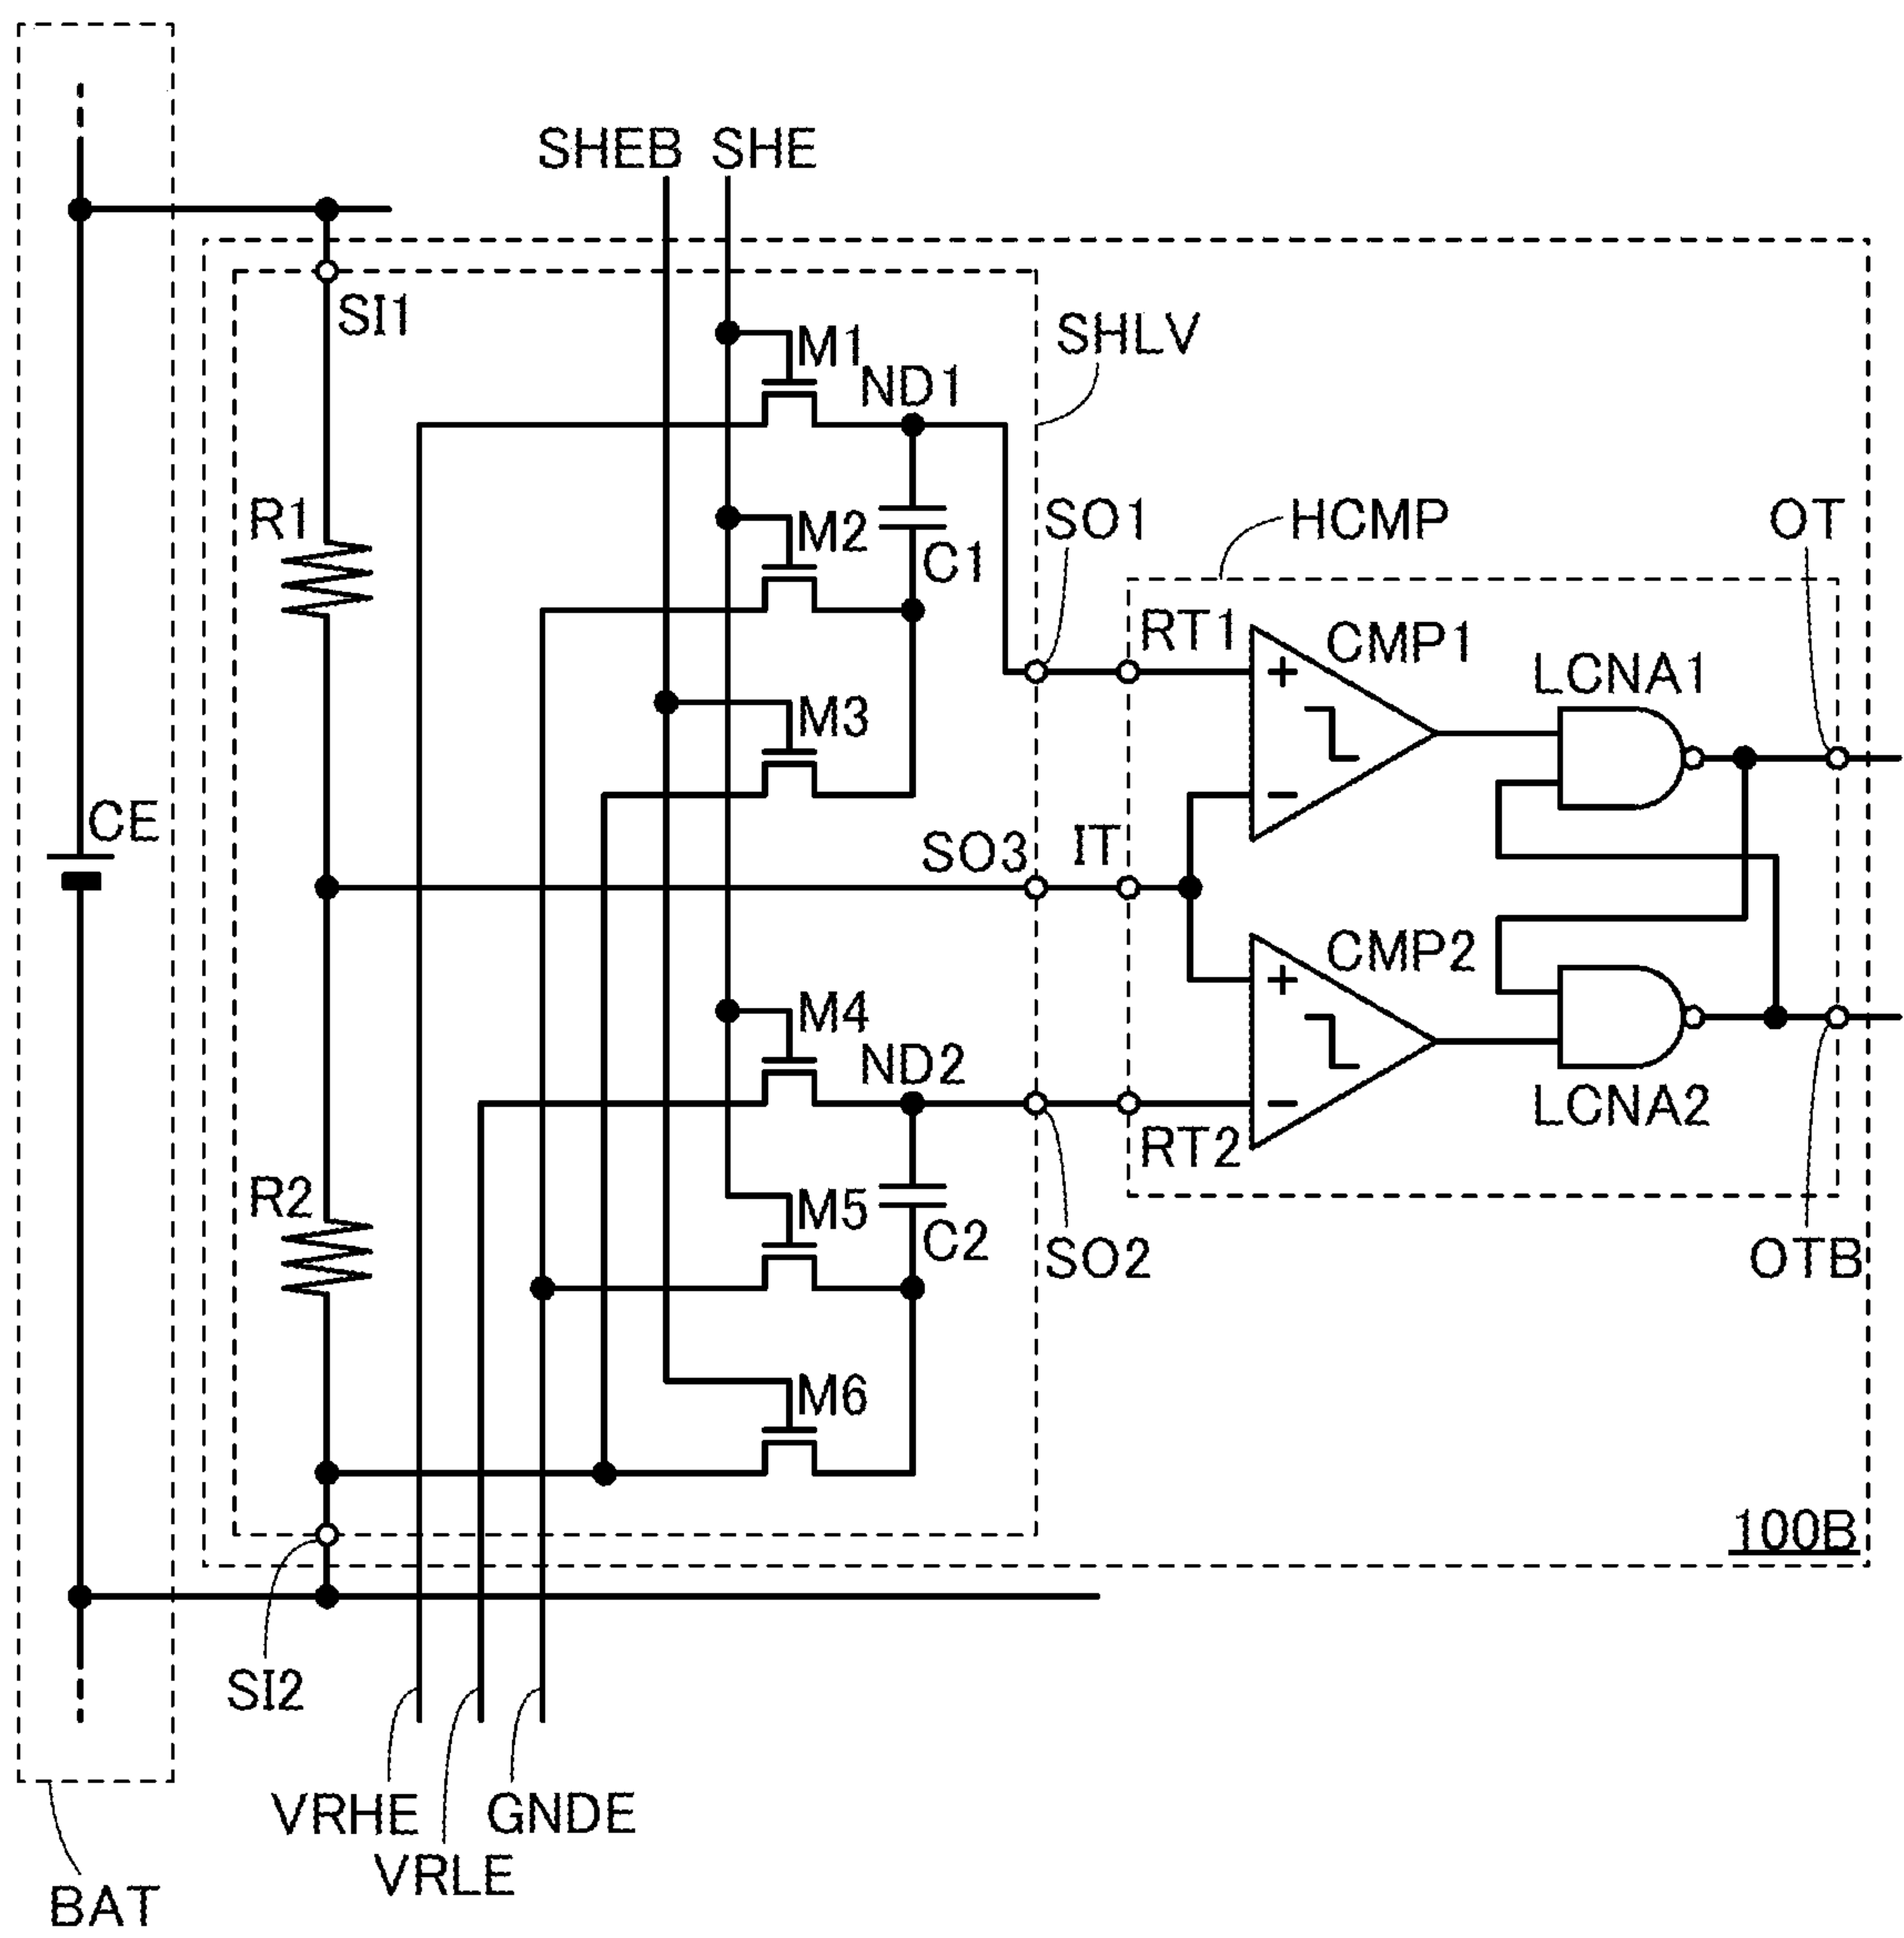 SHEB SHE
SI1
M1
ND1
SHLV
R1
M2
C1
SO1
HCMP
OT
RT1
CMP1
LCNA1
M3
CE
SO3
IT
CMP2
M4
ND2
LCNA2
RT2
R2
M5
C2
SO2
OTB
M6
100B
SI2
VRHE
GNDE
VRLE
BAT
+
−
+
−